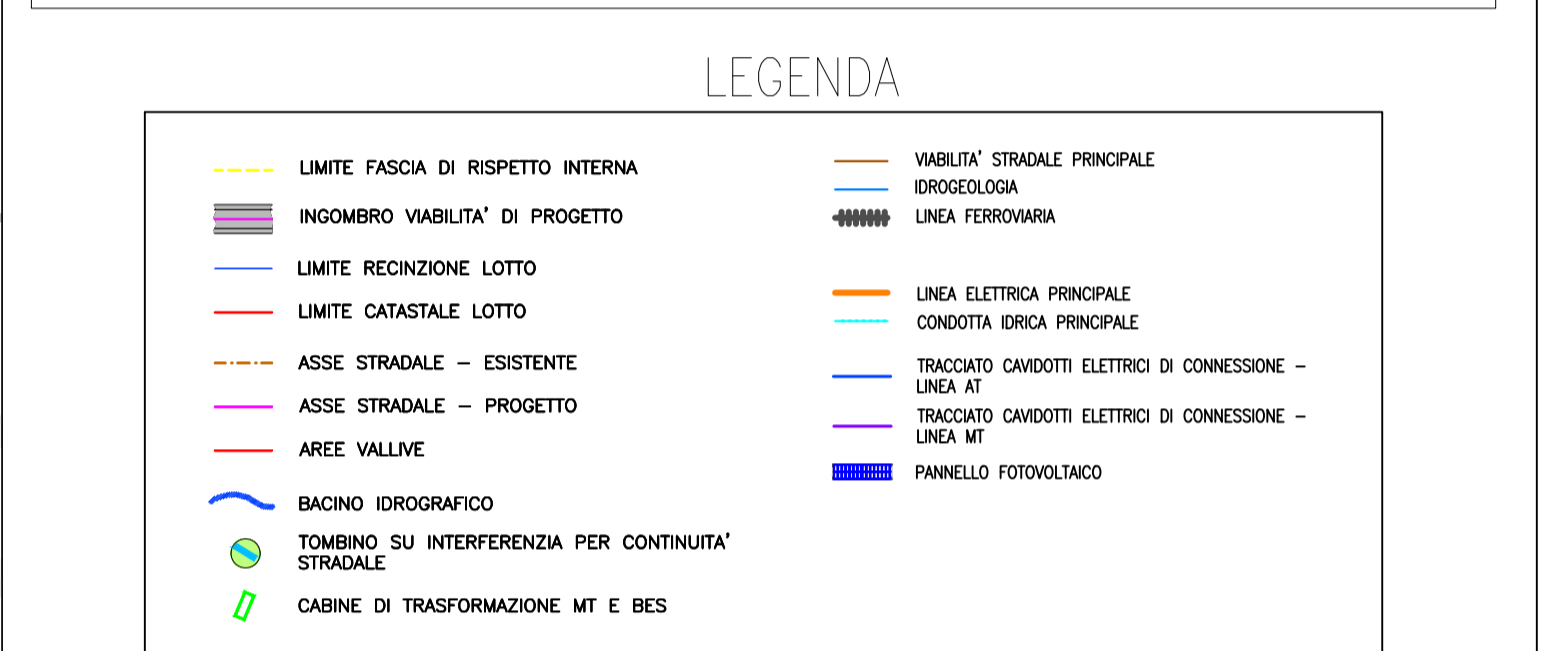 LEGENDA
LIMITE FASCIA DI RISPETTO INTERNA
INGOMBRO VIABILITA' DI PROGETTO
LIMITE RECINZIONE LOTTO
LIMITE CATASTALE LOTTO
ASSE STRADALE – ESISTENTE
ASSE STRADALE – PROGETTO
AREE VALLIVE
BACINO IDROGRAFICO
TOMBINO SU INTERFERENZIA PER CONTINUITA'
STRADALE
CABINE DI TRASFORMAZIONE MT E BES
VIABILITA' STRADALE PRINCIPALE
IDROGEOLOGIA
LINEA FERROVIARIA
LINEA ELETTRICA PRINCIPALE
CONDOTTA IDRICA PRINCIPALE
TRACCIATO CAVIDOTTI ELETTRICI DI CONNESSIONE –
LINEA AT
TRACCIATO CAVIDOTTI ELETTRICI DI CONNESSIONE –
LINEA MT
PANNELLO FOTOVOLTAICO